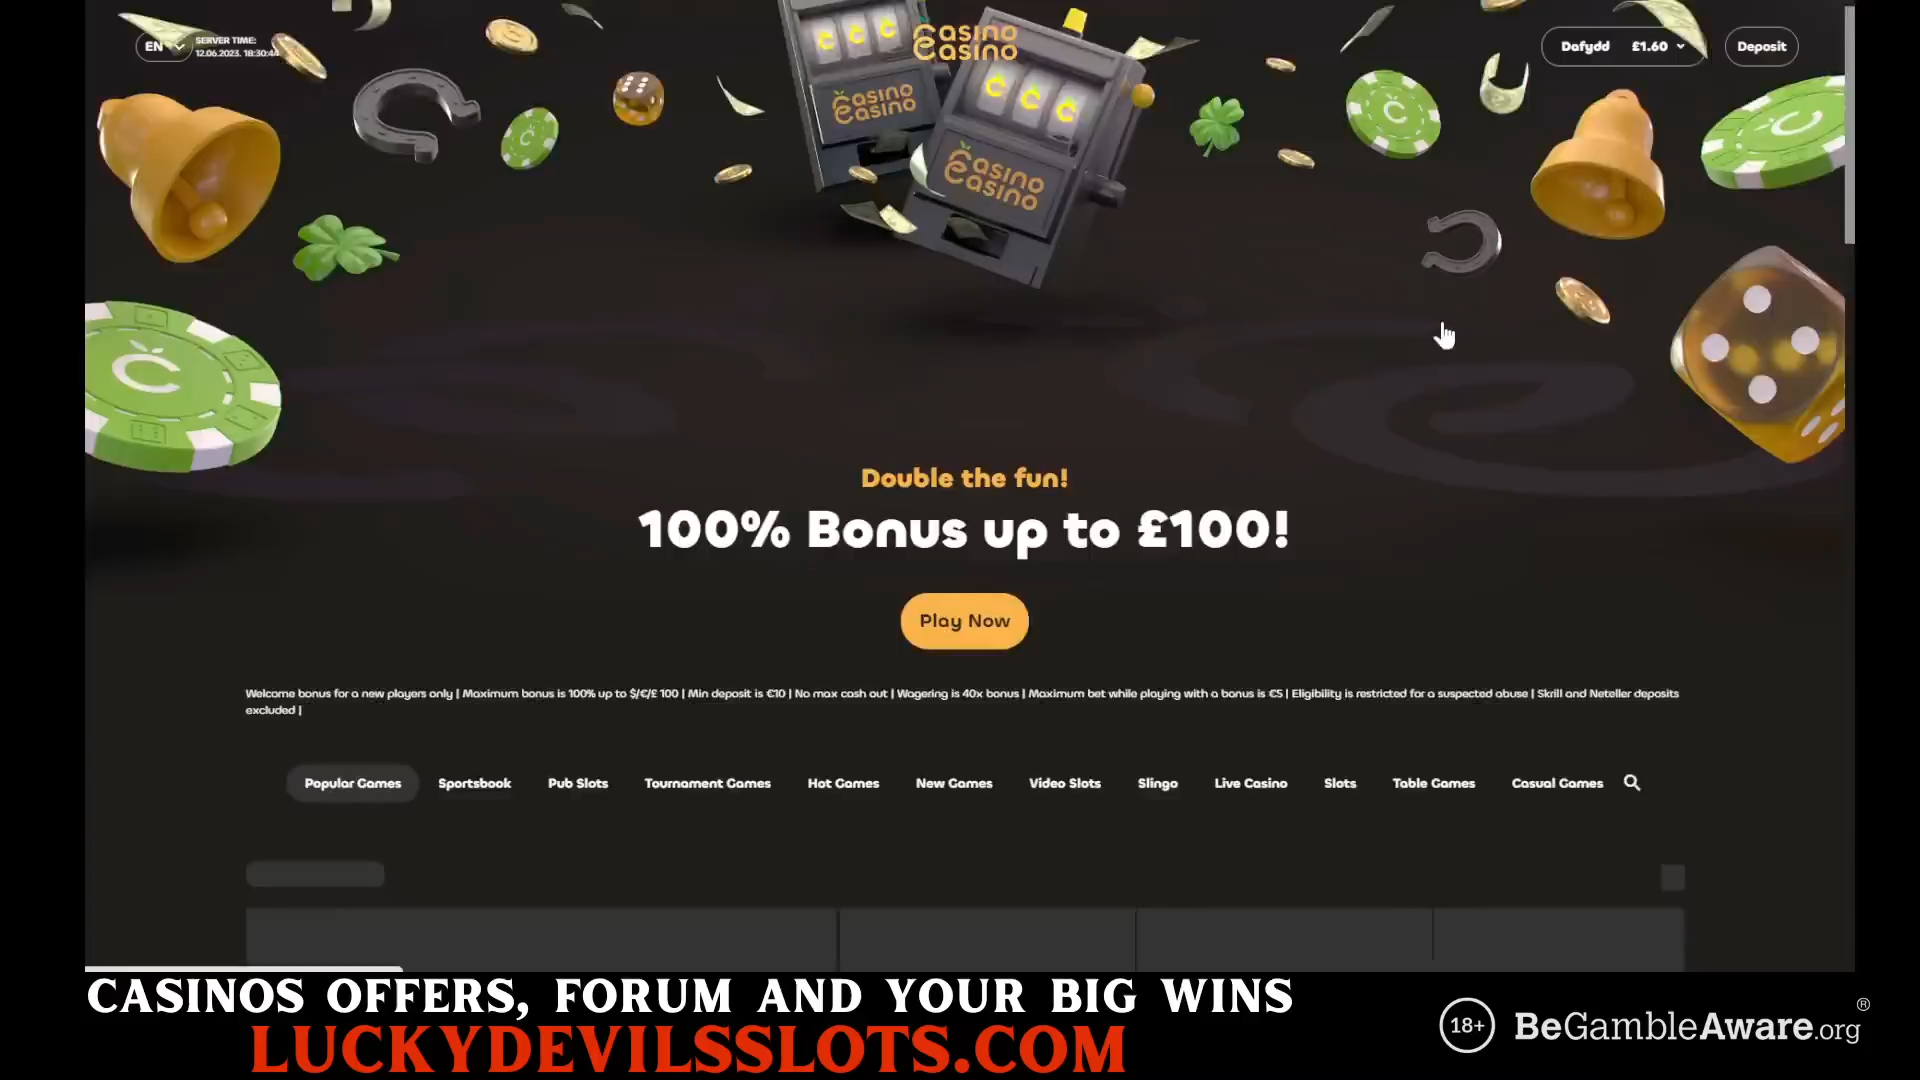 EN
SERVER TIME:
12.06.2023. 18:30:44
Casino
Casino
Dafydd £1.60
Deposit
Casino
Casino
Casino
Casino
Double the fun!
100% Bonus up to £100!
Play Now
Welcome bonus for a new players only | Maximum bonus is 100% up to $/€/£ 100 | Min deposit is €10 | No max cash out | Wagering is 40x bonus | Maximum bet while playing with a bonus is €5 | Eligibility is restricted for a suspected abuse | Skrill and Neteller deposits
excluded |
Popular Games Sportsbook Pub Slots Tournament Games Hot Games New Games Video Slots Slingo Live Casino Slots Table Games Casual Games
CASINOS OFFERS, FORUM AND YOUR BIG WINS
LUCKYDEVILSSLOTS.COM
18+ BeGambleAware.org®